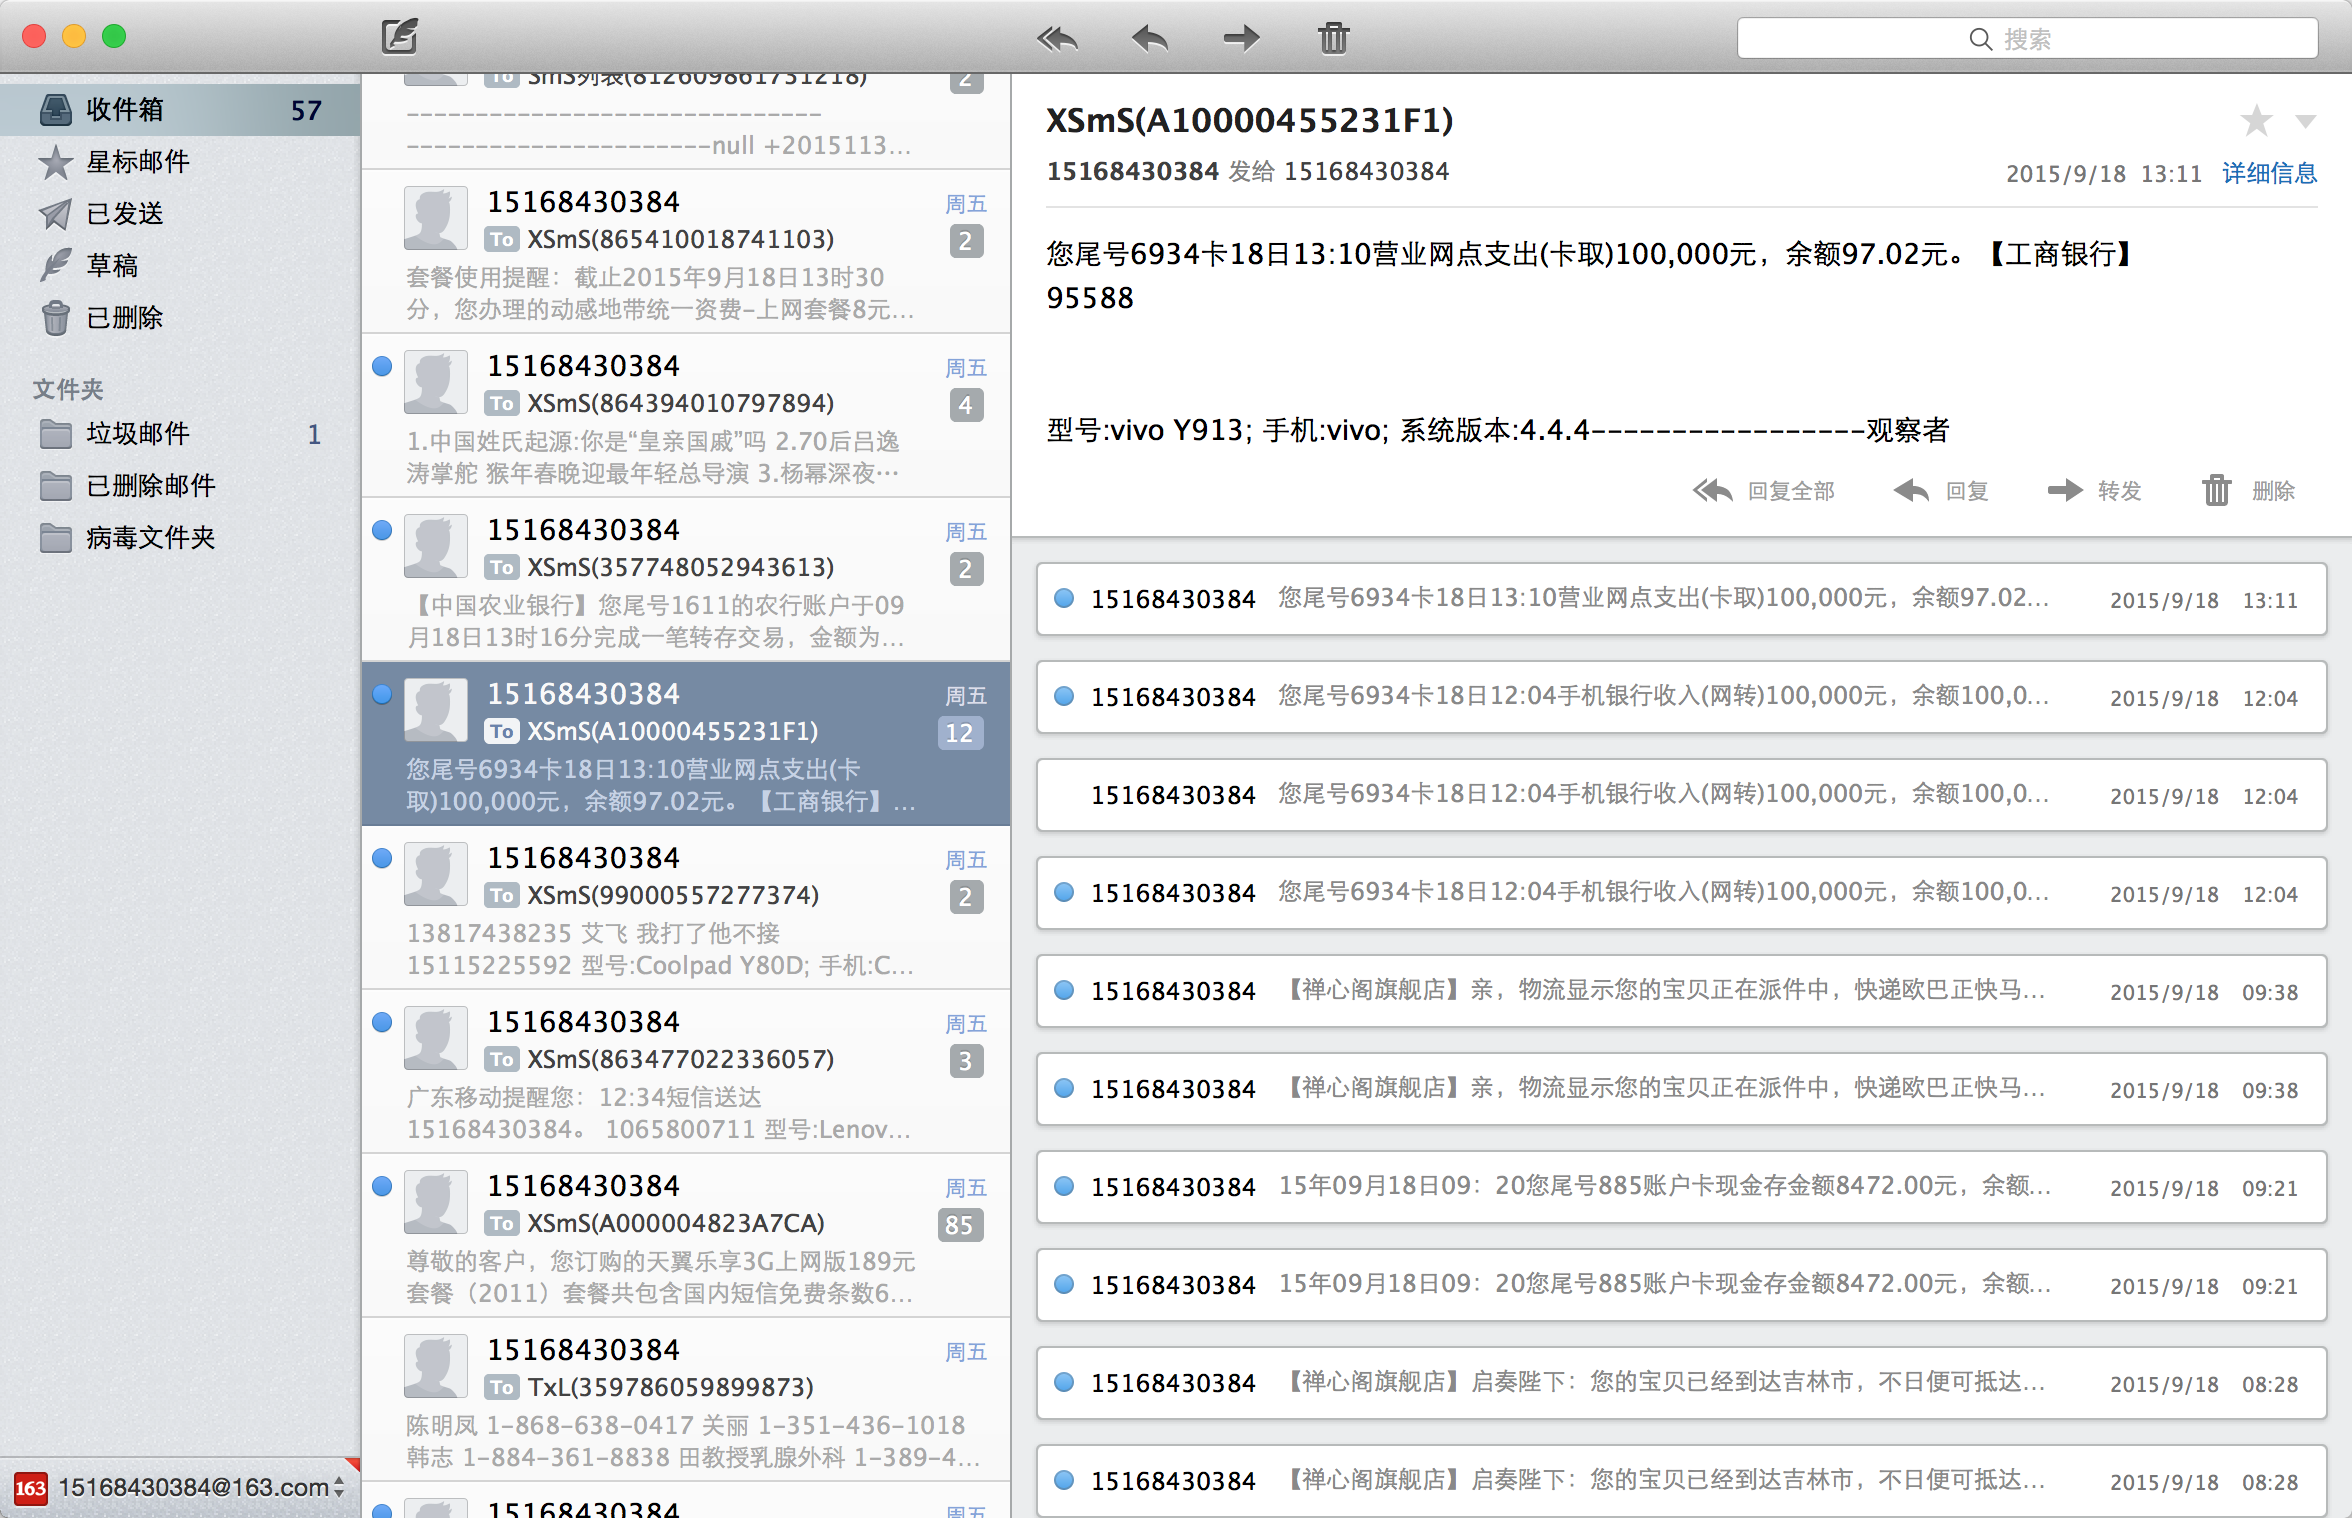 搜索
收件箱 57
星标邮件
已发送
草稿
已删除
文件夹
垃圾邮件 1
已删除邮件
病毒文件夹
163 15168430384@163.com
To SmS列表(812609861731218) 2
------------------------------
----------------------null +2015113...
15168430384 周五
To XSmS(865410018741103) 2
套餐使用提醒：截止2015年9月18日13时30
分，您办理的动感地带统一资费-上网套餐8元...
15168430384 周五
To XSmS(864394010797894) 4
1.中国姓氏起源:你是“皇亲国戚”吗 2.70后吕逸
涛掌舵 猴年春晚迎最年轻总导演 3.杨幂深夜...
15168430384 周五
To XSmS(357748052943613) 2
【中国农业银行】您尾号1611的农行账户于09
月18日13时16分完成一笔转存交易，金额为...
15168430384 周五
To XSmS(A10000455231F1) 12
您尾号6934卡18日13:10营业网点支出(卡
取)100,000元，余额97.02元。【工商银行】...
15168430384 周五
To XSmS(99000557277374) 2
13817438235 艾飞 我打了他不接
15115225592 型号:Coolpad Y80D; 手机:C...
15168430384 周五
To XSmS(863477022336057) 3
广东移动提醒您：12:34短信送达
15168430384。 1065800711 型号:Lenov...
15168430384 周五
To XSmS(A000004823A7CA) 85
尊敬的客户，您订购的天翼乐享3G上网版189元
套餐（2011）套餐共包含国内短信免费条数6...
15168430384 周五
To TxL(359786059899873)
陈明凤 1-868-638-0417 关丽 1-351-436-1018
韩志 1-884-361-8838 田教授乳腺外科 1-389-4...
15168430384 周五
XSmS(A10000455231F1)
15168430384 发给 15168430384 2015/9/18 13:11 详细信息
您尾号6934卡18日13:10营业网点支出(卡取)100,000元，余额97.02元。【工商银行】
95588
型号:vivo Y913; 手机:vivo; 系统版本:4.4.4-----------------观察者
回复全部 回复 转发 删除
15168430384 您尾号6934卡18日13:10营业网点支出(卡取)100,000元，余额97.02... 2015/9/18 13:11
15168430384 您尾号6934卡18日12:04手机银行收入(网转)100,000元，余额100,0... 2015/9/18 12:04
15168430384 您尾号6934卡18日12:04手机银行收入(网转)100,000元，余额100,0... 2015/9/18 12:04
15168430384 您尾号6934卡18日12:04手机银行收入(网转)100,000元，余额100,0... 2015/9/18 12:04
15168430384 【禅心阁旗舰店】亲，物流显示您的宝贝正在派件中，快递欧巴正快马... 2015/9/18 09:38
15168430384 【禅心阁旗舰店】亲，物流显示您的宝贝正在派件中，快递欧巴正快马... 2015/9/18 09:38
15168430384 15年09月18日09：20您尾号885账户卡现金存金额8472.00元，余额... 2015/9/18 09:21
15168430384 15年09月18日09：20您尾号885账户卡现金存金额8472.00元，余额... 2015/9/18 09:21
15168430384 【禅心阁旗舰店】启奏陛下：您的宝贝已经到达吉林市，不日便可抵达... 2015/9/18 08:28
15168430384 【禅心阁旗舰店】启奏陛下：您的宝贝已经到达吉林市，不日便可抵达... 2015/9/18 08:28